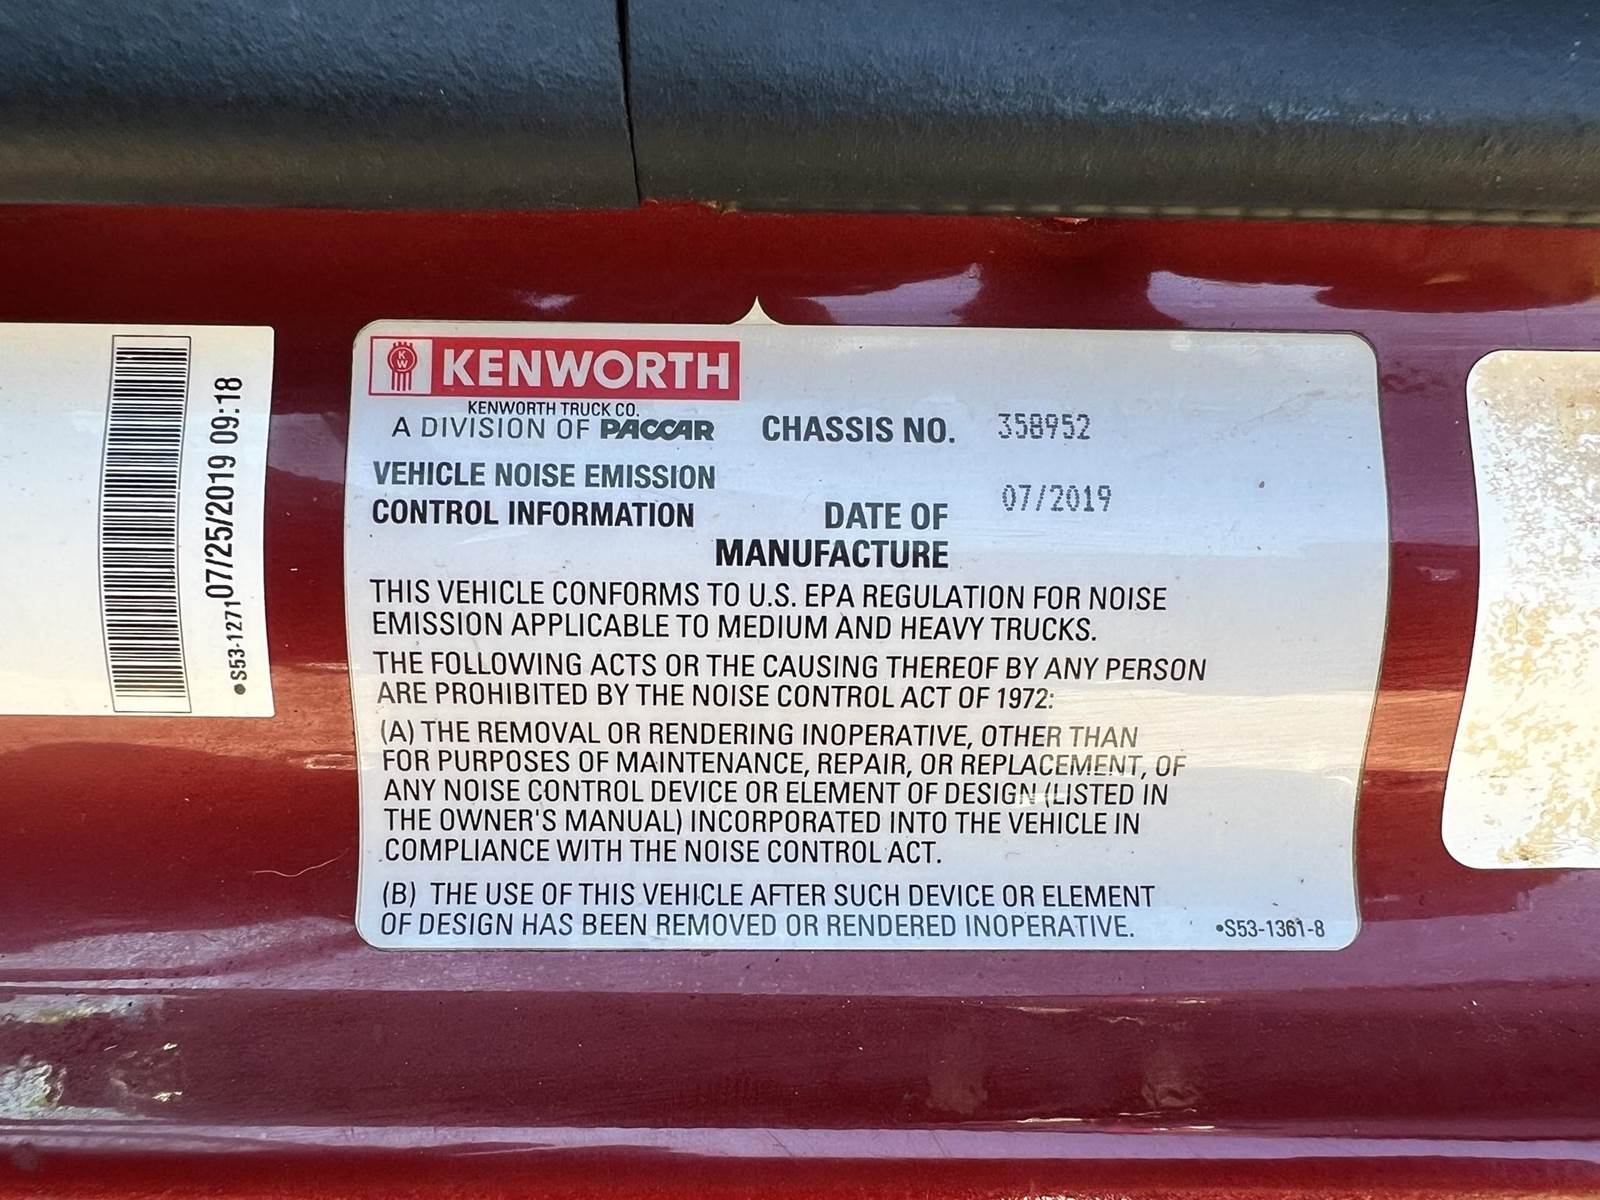 •S53-1271 07/25/2019 09:18
KW KENWORTH
KENWORTH TRUCK CO.
A DIVISION OF PACCAR
CHASSIS NO. 358952
VEHICLE NOISE EMISSION
CONTROL INFORMATION
DATE OF
MANUFACTURE
07/2019
THIS VEHICLE CONFORMS TO U.S. EPA REGULATION FOR NOISE
EMISSION APPLICABLE TO MEDIUM AND HEAVY TRUCKS.
THE FOLLOWING ACTS OR THE CAUSING THEREOF BY ANY PERSON
ARE PROHIBITED BY THE NOISE CONTROL ACT OF 1972:
(A) THE REMOVAL OR RENDERING INOPERATIVE, OTHER THAN
FOR PURPOSES OF MAINTENANCE, REPAIR, OR REPLACEMENT, OF
ANY NOISE CONTROL DEVICE OR ELEMENT OF DESIGN (LISTED IN
THE OWNER'S MANUAL) INCORPORATED INTO THE VEHICLE IN
COMPLIANCE WITH THE NOISE CONTROL ACT.
(B) THE USE OF THIS VEHICLE AFTER SUCH DEVICE OR ELEMENT
OF DESIGN HAS BEEN REMOVED OR RENDERED INOPERATIVE.
•S53-1361-8